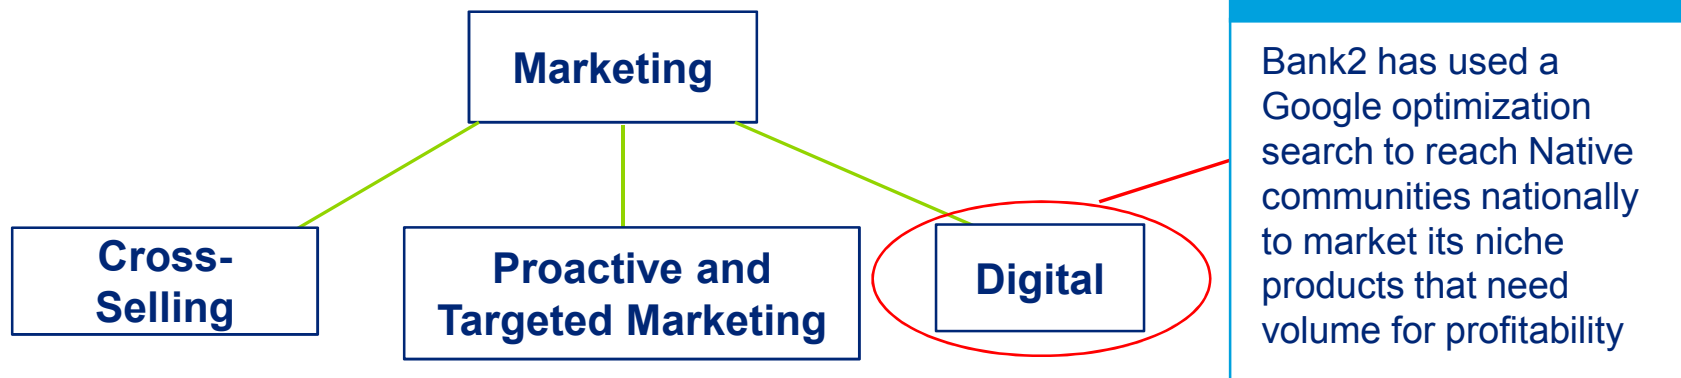 Marketing
Cross-
Selling
Proactive and
Targeted Marketing
Digital
Bank2 has used a
Google optimization
search to reach Native
communities nationally
to market its niche
products that need
volume for profitability